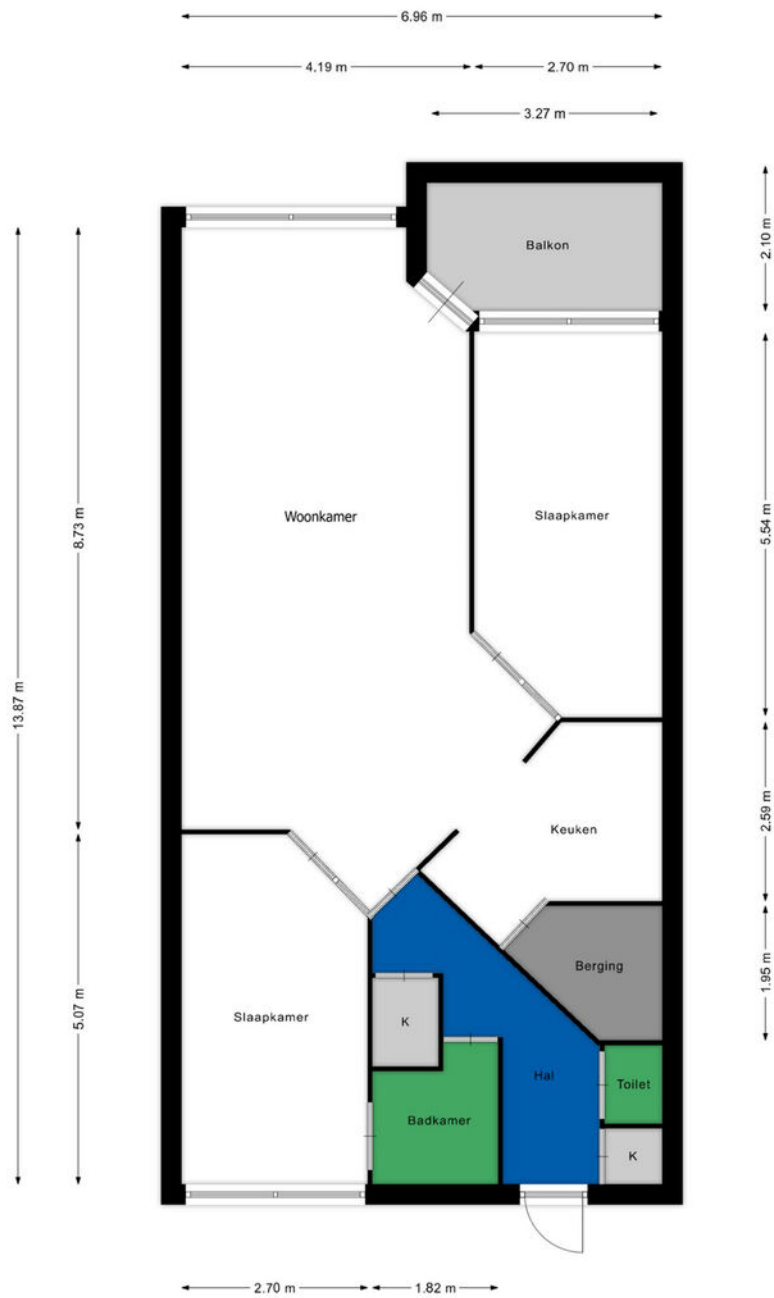 6.96 m
4.19 m
2.70 m
3.27 m
Balkon
2.10 m
Woonkamer
Slaapkamer
8.73 m
5.54 m
13.87 m
Keuken
2.59 m
Berging
1.95 m
Slaapkamer
K
5.07 m
Hal
Toilet
Badkamer
K
2.70 m
1.82 m